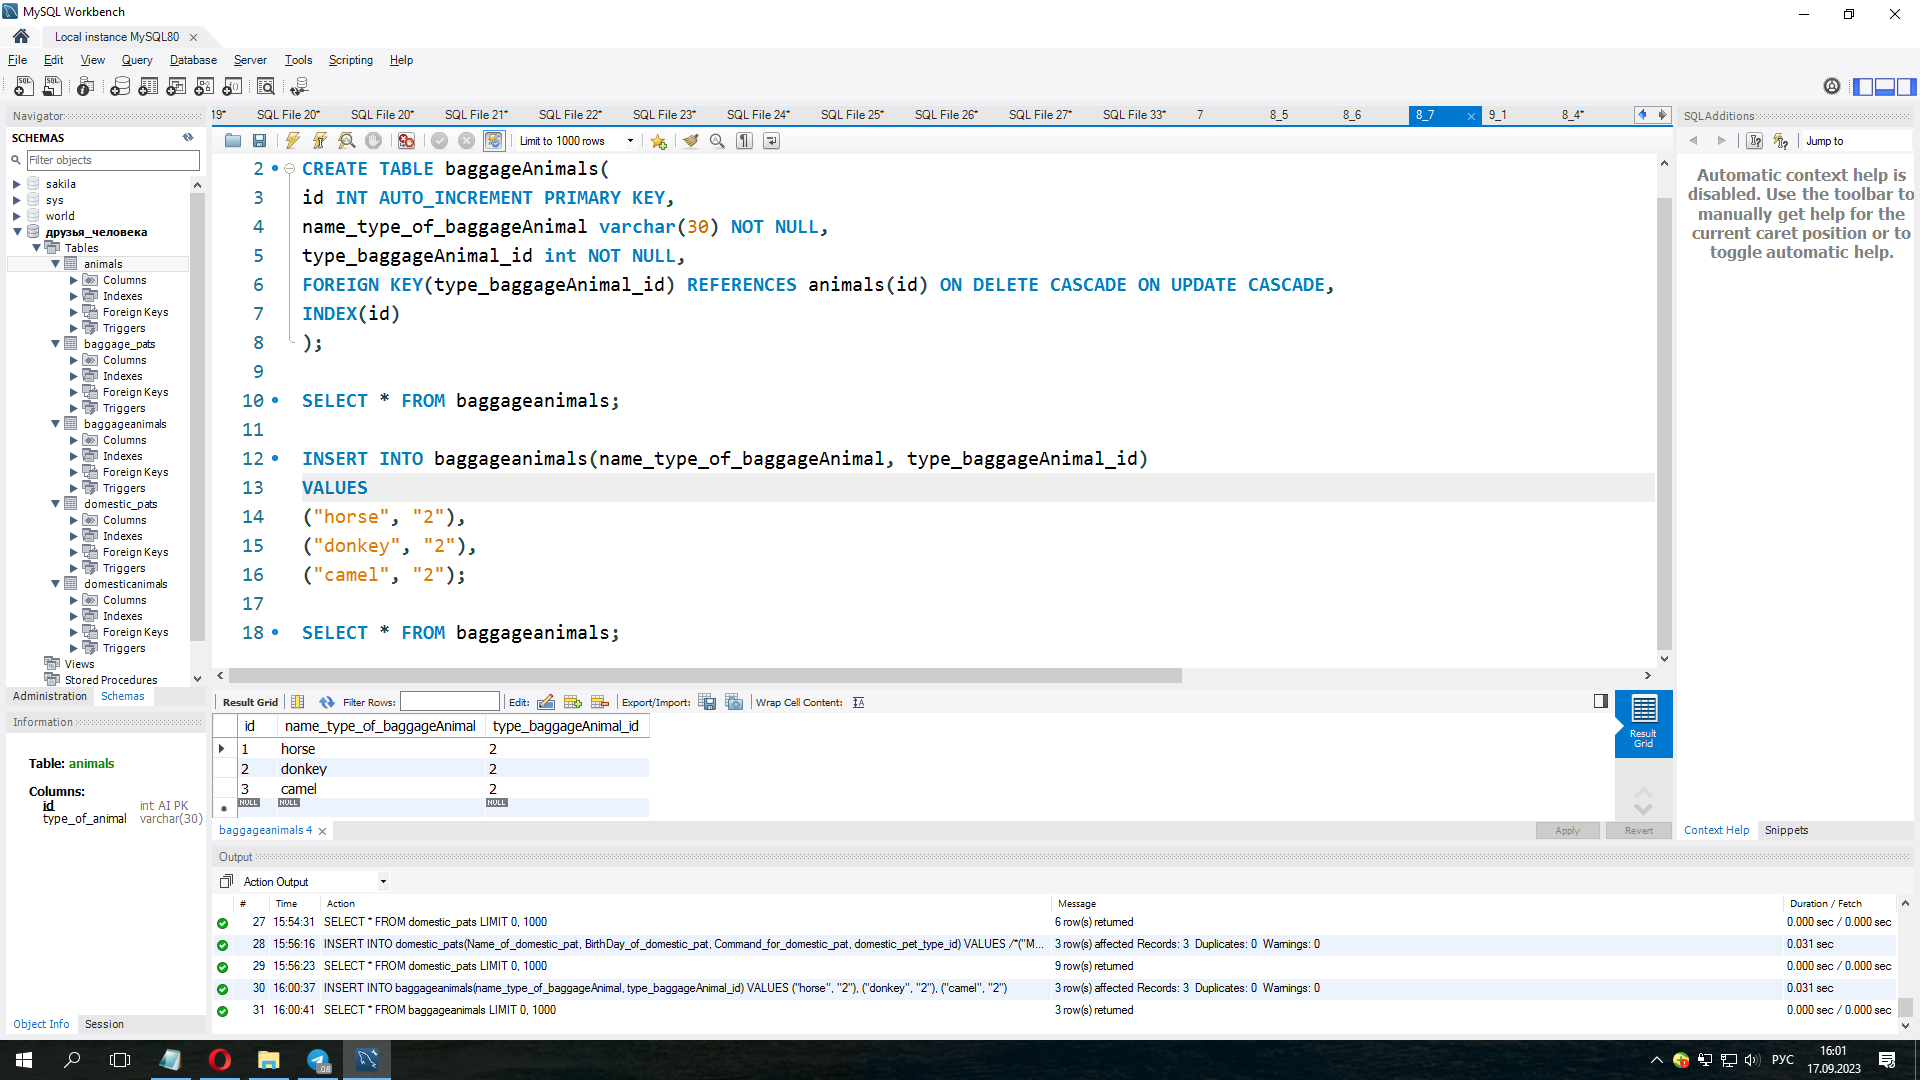 MySQL Workbench
Local instance MySQL80
File Edit View Query Database Server Tools Scripting Help
Navigator
SCHEMAS
Filter objects
sakila
sys
world
друзья_человека
Tables
animals
Columns
Indexes
Foreign Keys
Triggers
baggage_pats
Columns
Indexes
Foreign Keys
Triggers
baggageanimals
Columns
Indexes
Foreign Keys
Triggers
domestic_pats
Columns
Indexes
Foreign Keys
Triggers
domesticanimals
Columns
Indexes
Foreign Keys
Triggers
Views
Stored Procedures
Administration Schemas
Information
Table: animals
Columns:
id int AI PK
type_of_animal varchar(30)
Object Info Session
19* SQL File 20* SQL File 20* SQL File 21* SQL File 22* SQL File 23* SQL File 24* SQL File 25* SQL File 26* SQL File 27* SQL File 33* 7 8_5 8_6 8_7 9_1 8_4*
Limit to 1000 rows
2 CREATE TABLE baggageAnimals(
3 id INT AUTO_INCREMENT PRIMARY KEY,
4 name_type_of_baggageAnimal varchar(30) NOT NULL,
5 type_baggageAnimal_id int NOT NULL,
6 FOREIGN KEY(type_baggageAnimal_id) REFERENCES animals(id) ON DELETE CASCADE ON UPDATE CASCADE,
7 INDEX(id)
8 );
9
10 SELECT * FROM baggageanimals;
11
12 INSERT INTO baggageanimals(name_type_of_baggageAnimal, type_baggageAnimal_id)
13 VALUES
14 ("horse", "2"),
15 ("donkey", "2"),
16 ("camel", "2");
17
18 SELECT * FROM baggageanimals;
Result Grid Filter Rows: Edit: Export/Import: Wrap Cell Content:
id name_type_of_baggageAnimal type_baggageAnimal_id
1 horse 2
2 donkey 2
3 camel 2
NULL NULL NULL
Result Grid
baggageanimals 4
Apply Revert
SQLAdditions
Jump to
Automatic context help is
disabled. Use the toolbar to
manually get help for the
current caret position or to
toggle automatic help.
Context Help Snippets
Output
Action Output
# Time Action Message Duration / Fetch
27 15:54:31 SELECT * FROM domestic_pats LIMIT 0, 1000 6 row(s) returned 0.000 sec / 0.000 sec
28 15:56:16 INSERT INTO domestic_pats(Name_of_domestic_pat, BirthDay_of_domestic_pat, Command_for_domestic_pat, domestic_pet_type_id) VALUES /*("M... 3 row(s) affected Records: 3 Duplicates: 0 Warnings: 0 0.031 sec
29 15:56:23 SELECT * FROM domestic_pats LIMIT 0, 1000 9 row(s) returned 0.000 sec / 0.000 sec
30 16:00:37 INSERT INTO baggageanimals(name_type_of_baggageAnimal, type_baggageAnimal_id) VALUES ("horse", "2"), ("donkey", "2"), ("camel", "2") 3 row(s) affected Records: 3 Duplicates: 0 Warnings: 0 0.031 sec
31 16:00:41 SELECT * FROM baggageanimals LIMIT 0, 1000 3 row(s) returned 0.000 sec / 0.000 sec
.08
РУС
16:01
17.09.2023